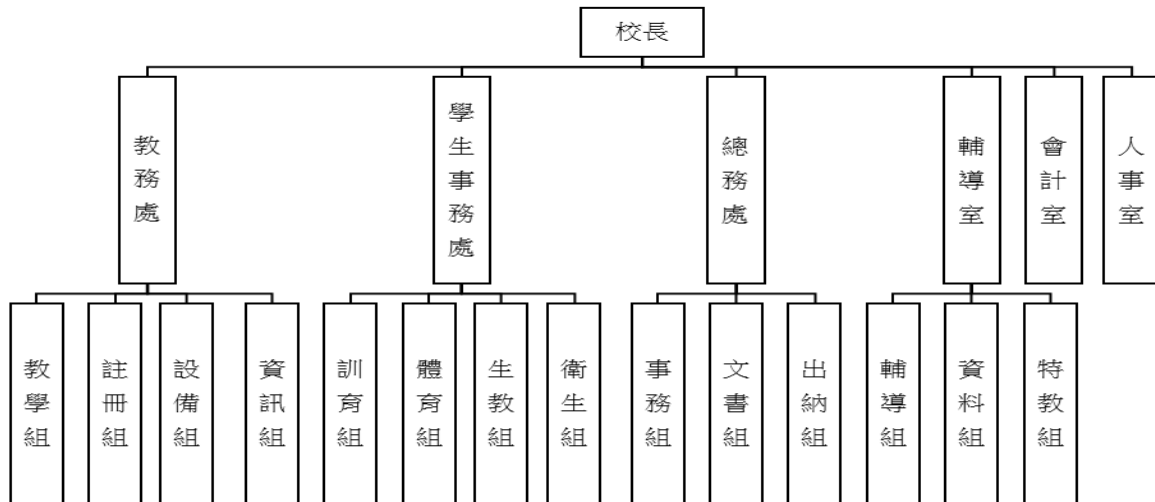 校長
教務處
學生事務處
總務處
輔導室
會計室
人事室
教學組
註冊組
設備組
資訊組
訓育組
體育組
生教組
衛生組
事務組
文書組
出納組
輔導組
資料組
特教組